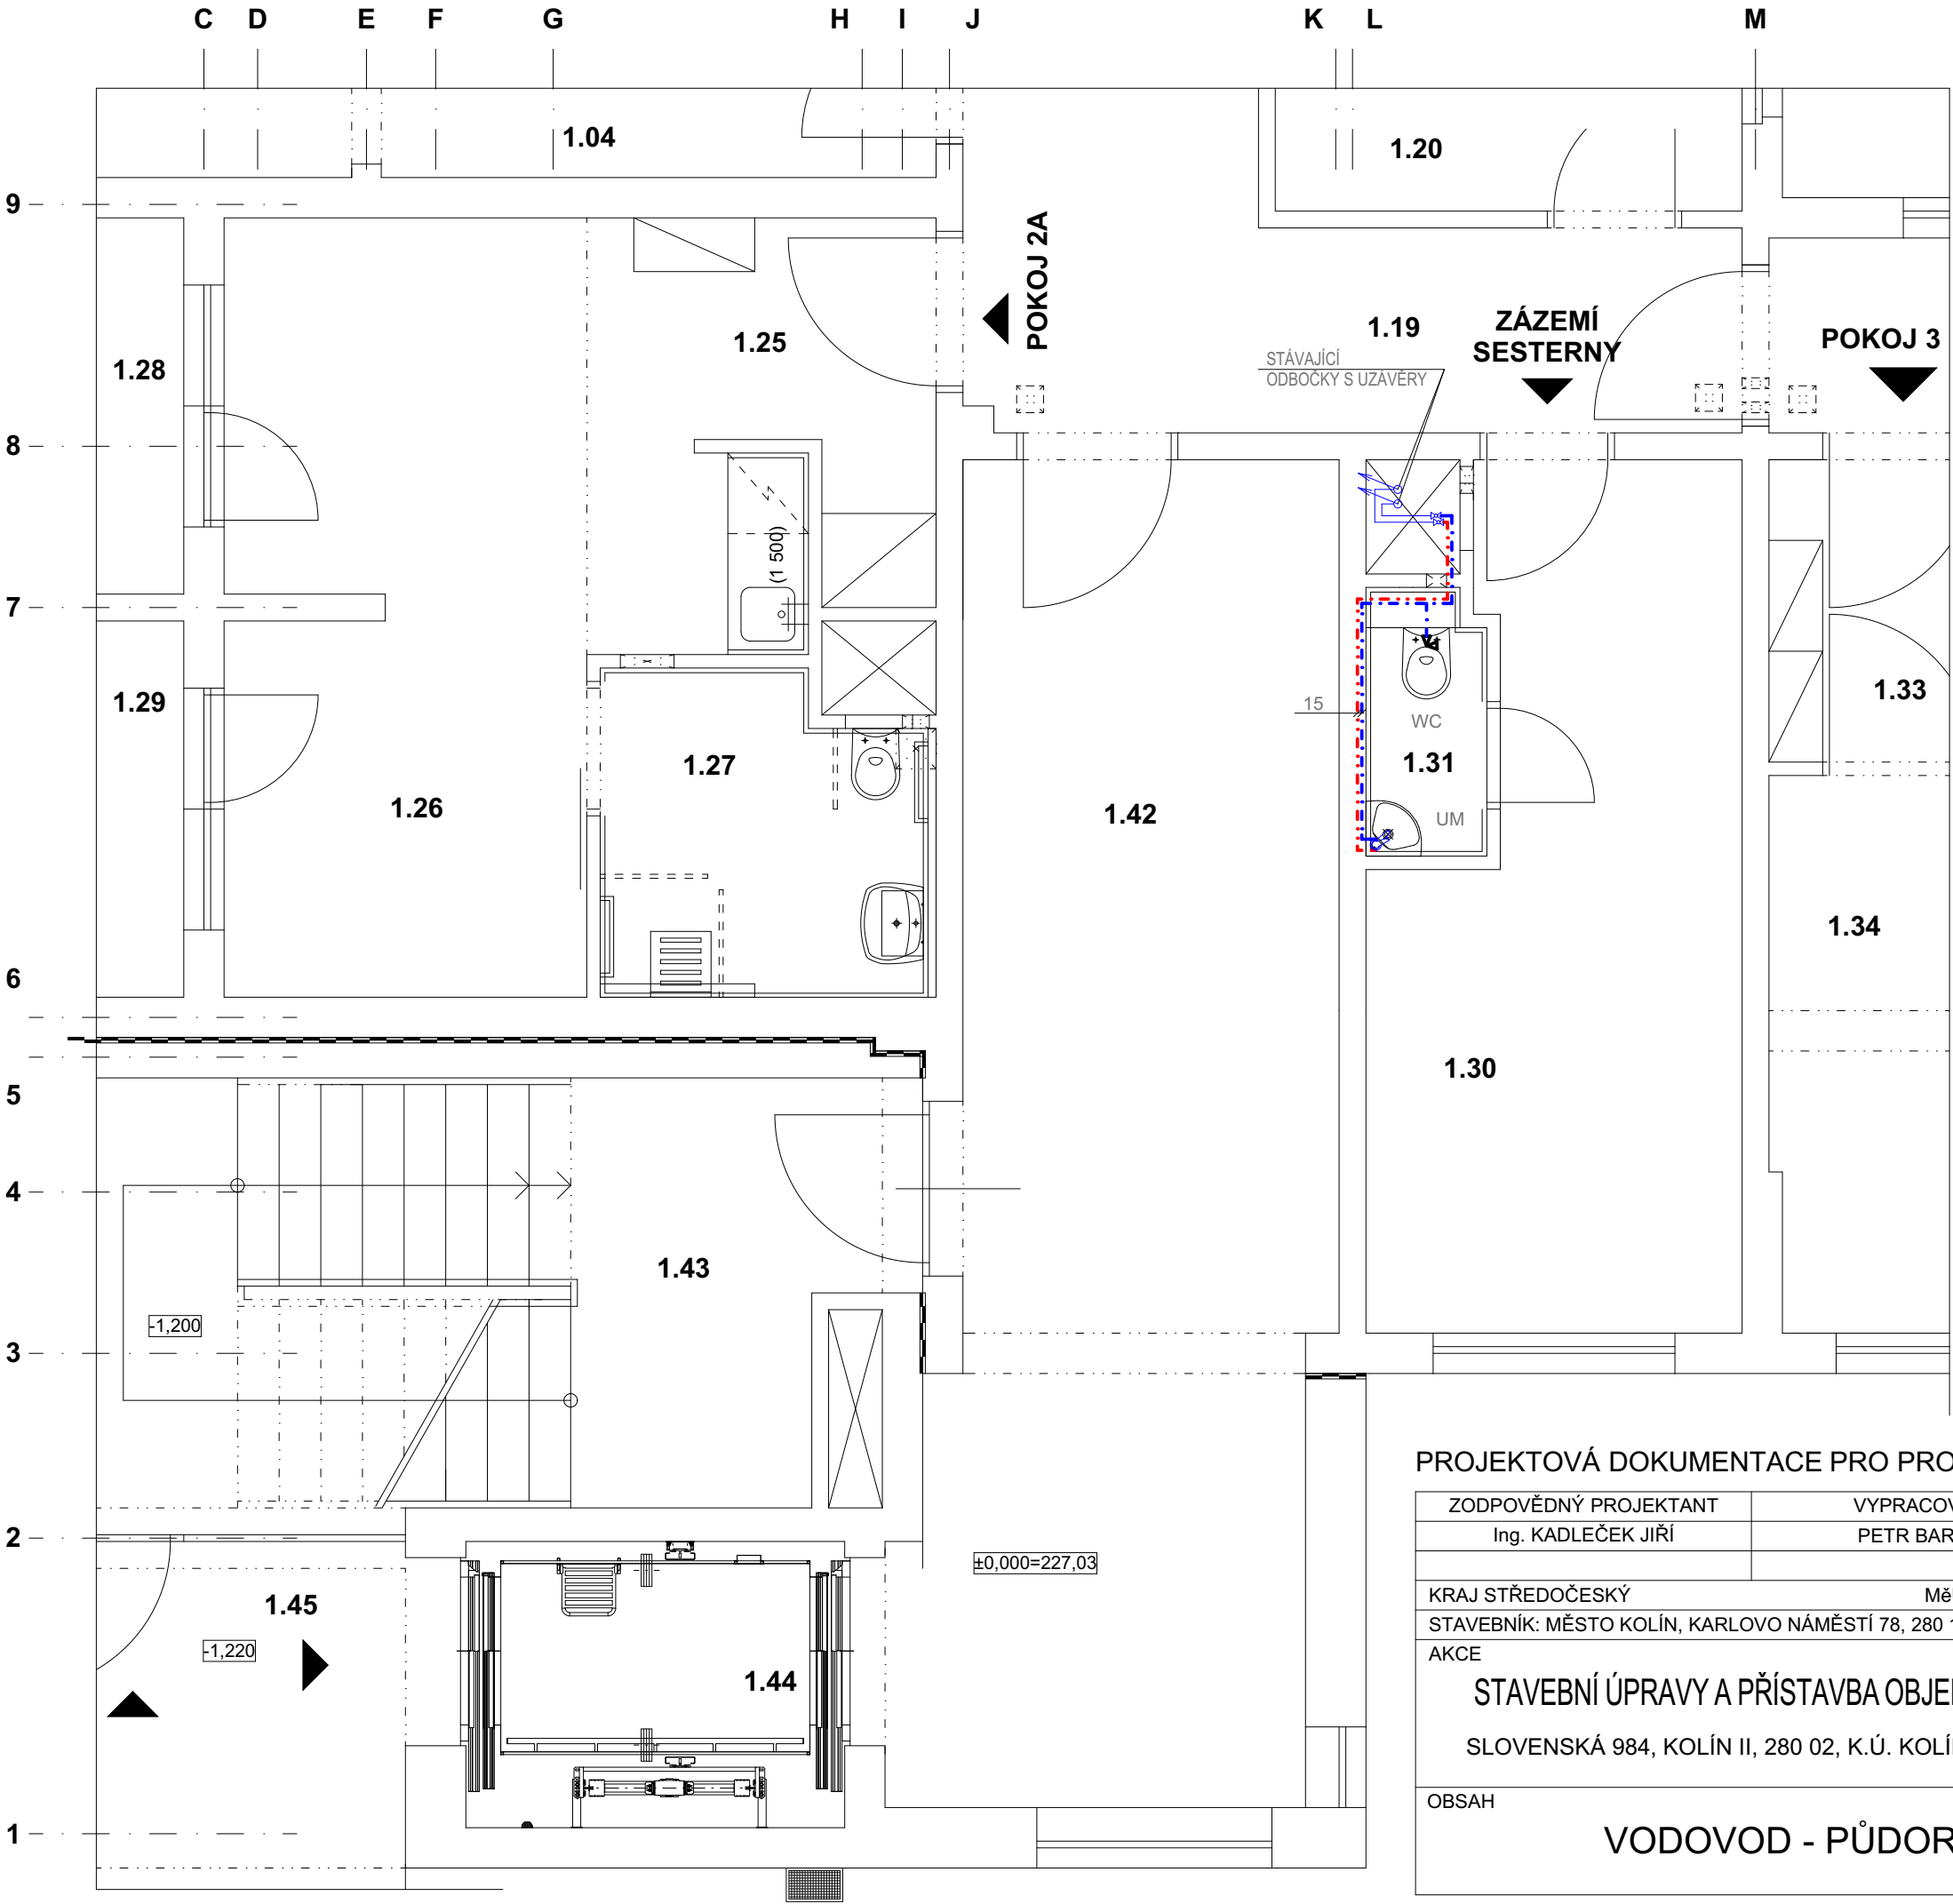 C D E F G H I J K L M
1.04
1.20
9
POKOJ 2A
1.19
ZÁZEMÍ
SESTERNY
POKOJ 3
1.25
1.28
STÁVAJÍCÍ
ODBOČKY S UZÁVĚRY
8
(1 500)
7
1.29
1.33
15
WC
1.27
1.31
1.26
1.42
UM
1.34
6
1.30
5
4
1.43
-1,200
3
PROJEKTOVÁ DOKUMENTACE PRO PRO
ZODPOVĚDNÝ PROJEKTANT VYPRACOV
2
Ing. KADLEČEK JIŘÍ PETR BAR
±0,000=227,03
KRAJ STŘEDOČESKÝ Mě
1.45
STAVEBNÍK: MĚSTO KOLÍN, KARLOVO NÁMĚSTÍ 78, 280 1
-1,220
AKCE
1.44
STAVEBNÍ ÚPRAVY A PŘÍSTAVBA OBJE
SLOVENSKÁ 984, KOLÍN II, 280 02, K.Ú. KOLÍ
OBSAH
1
VODOVOD - PŮDOR